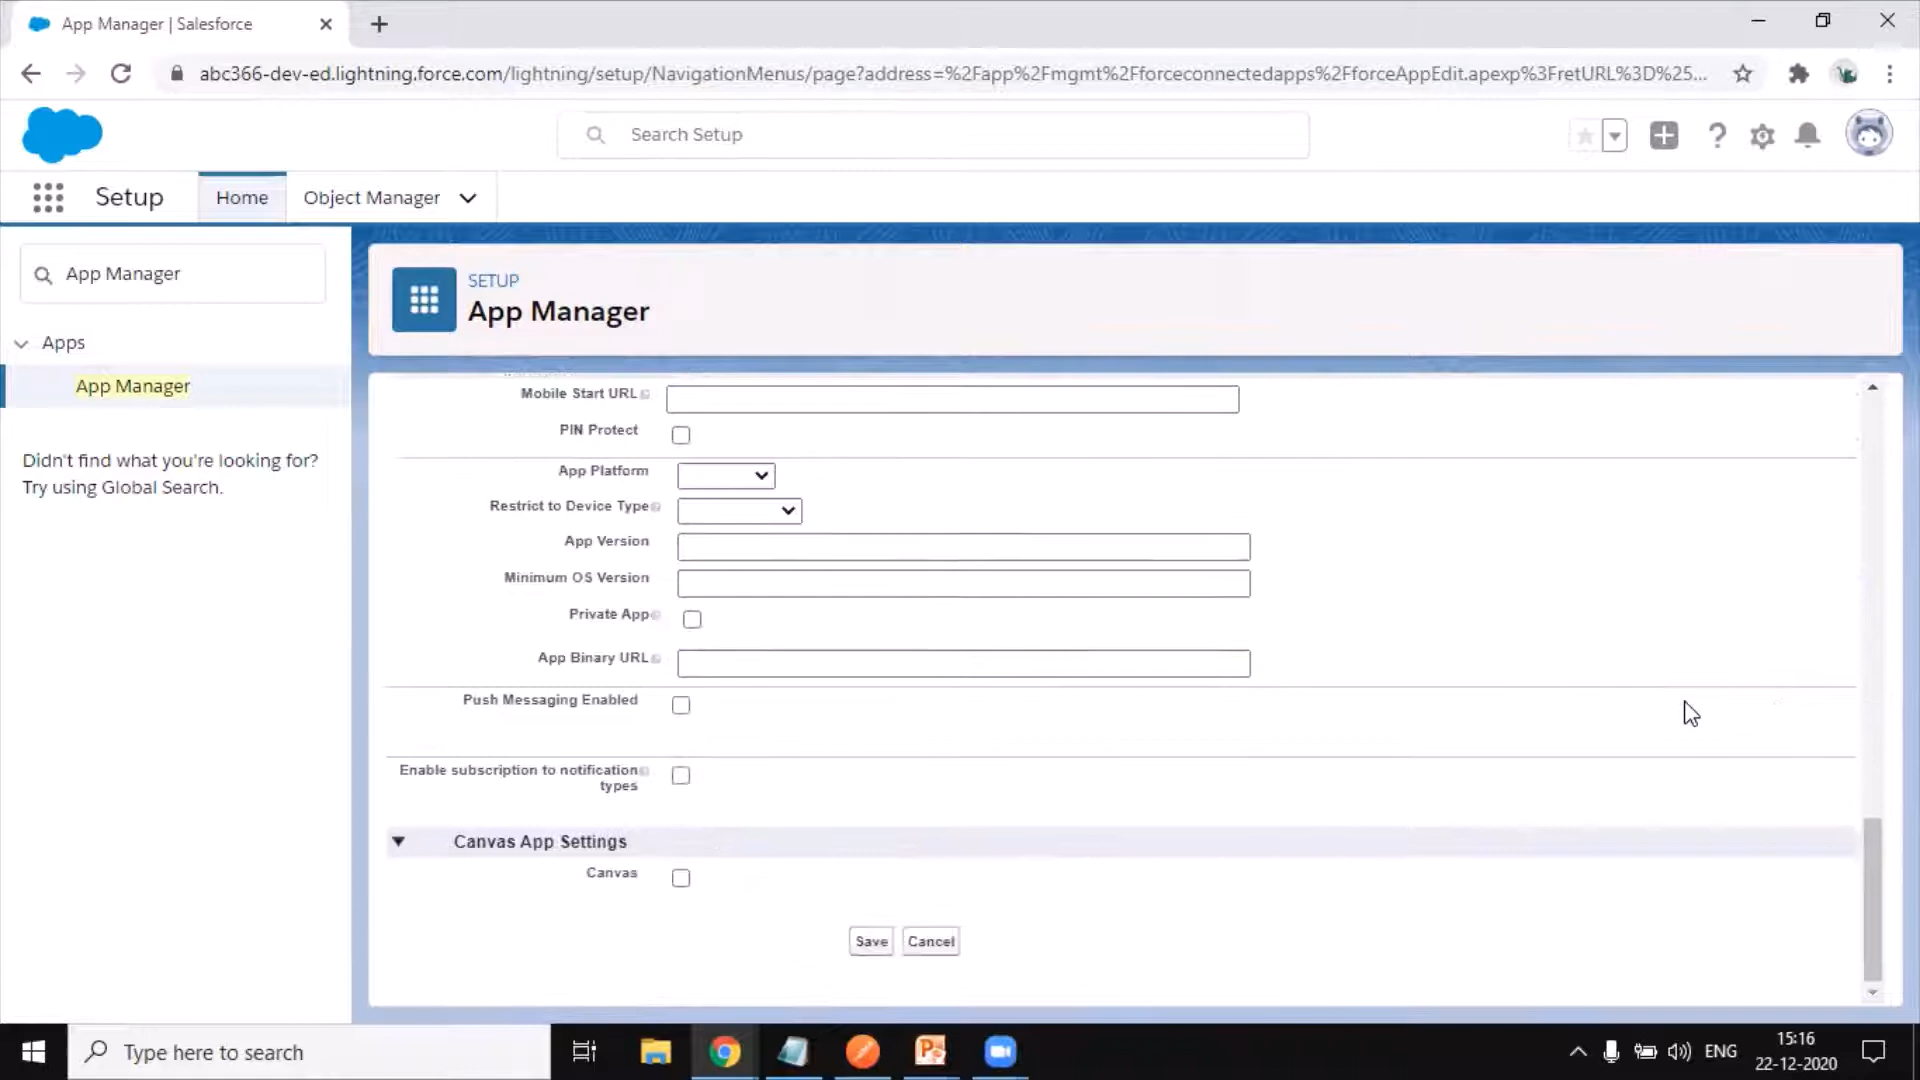 App Manager | Salesforce
abc366-dev-ed.lightning.force.com/lightning/setup/NavigationMenus/page?address=%2Fapp%2Fmgmt%2Fforceconnectedapps%2FforceAppEdit.apexp%3FretURL%3D%25...
Search Setup
Setup
Home
Object Manager
App Manager
Apps
App Manager
Didn't find what you're looking for?
Try using Global Search.
SETUP
App Manager
Mobile Start URL
PIN Protect
App Platform
Restrict to Device Type
App Version
Minimum OS Version
Private App
App Binary URL
Push Messaging Enabled
Enable subscription to notification
types
Canvas App Settings
Canvas
Save
Cancel
Type here to search
ENG
15:16
22-12-2020